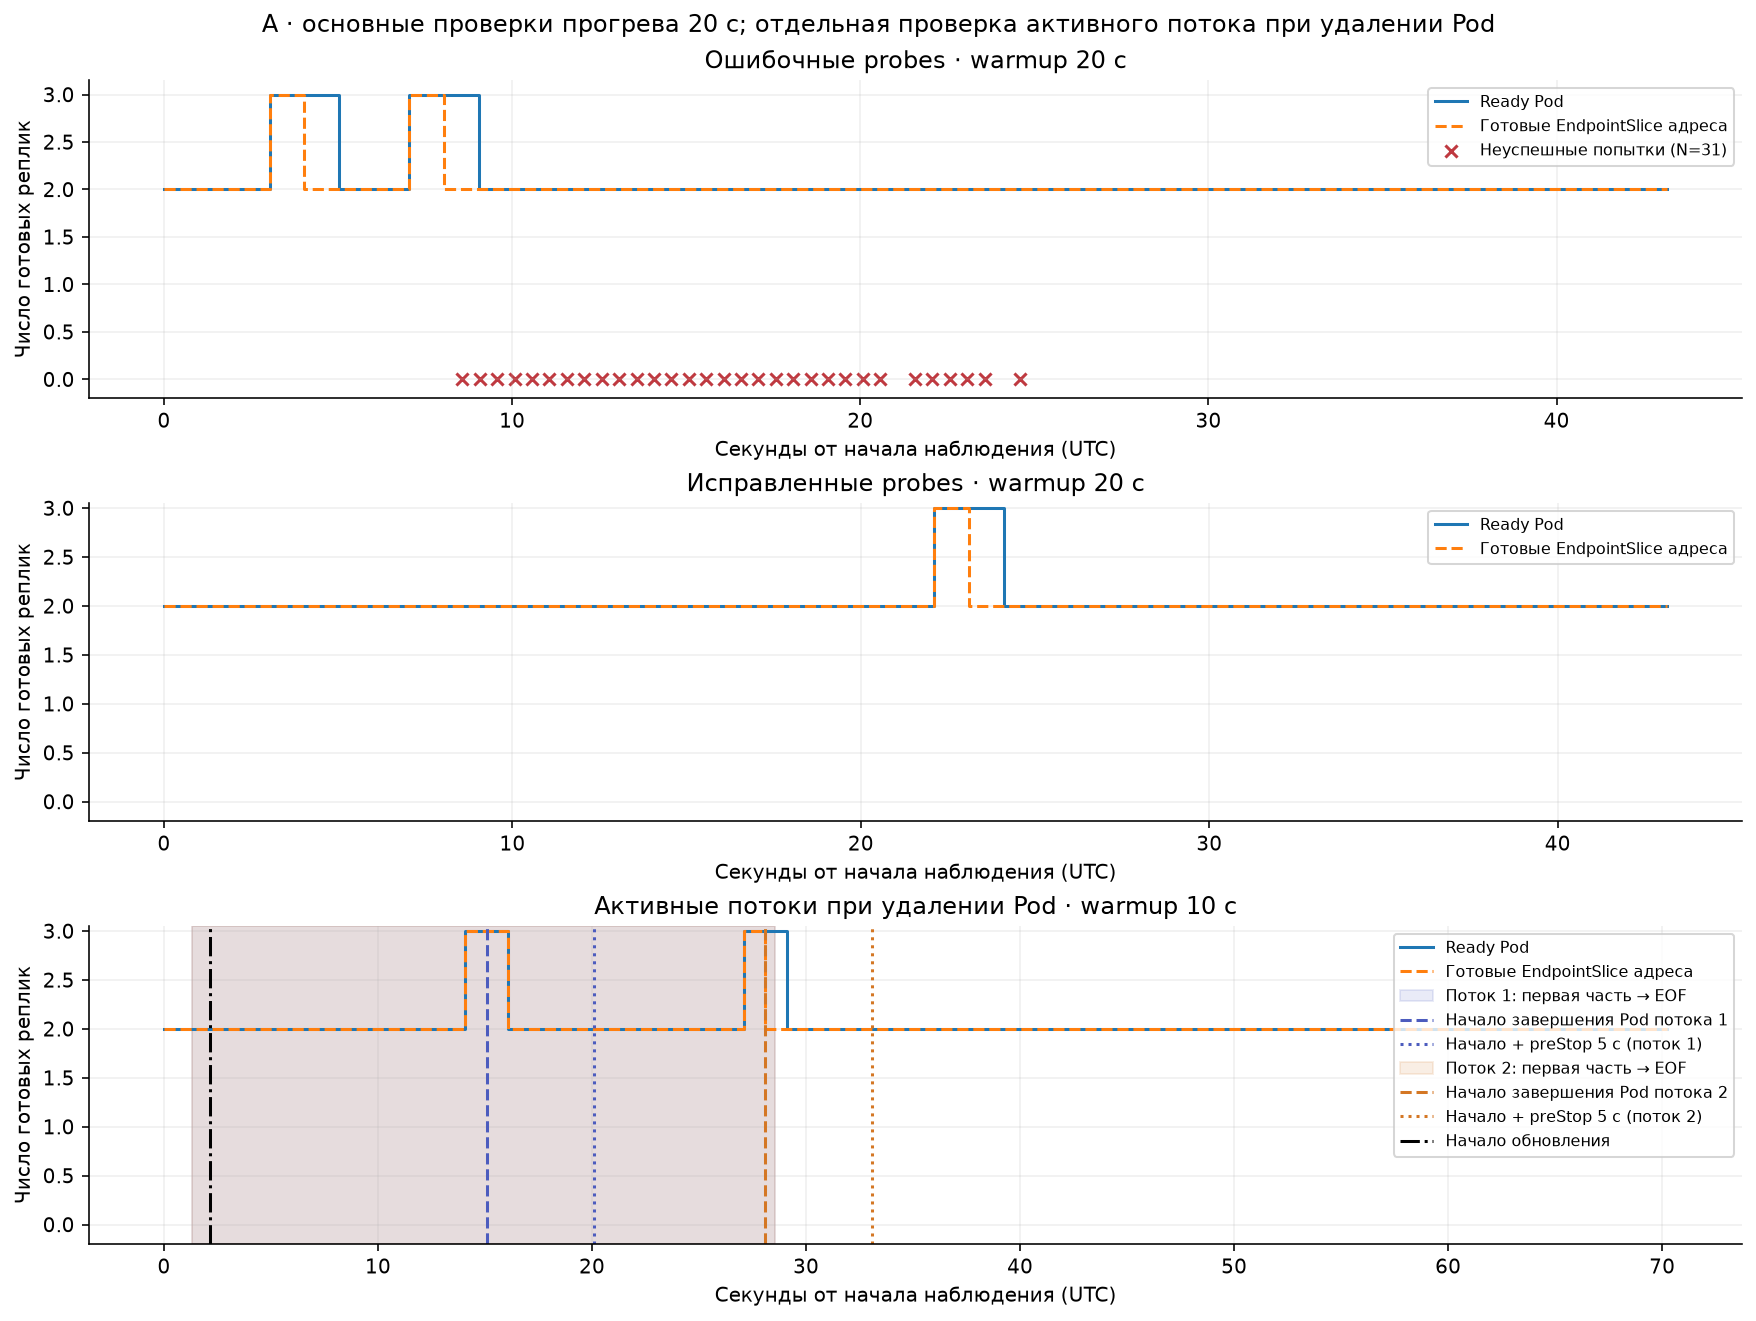 А · основные проверки прогрева 20 с; отдельная проверка активного потока при удалении Pod
Ошибочные probes · warmup 20 с
Число готовых реплик
3.0
2.5
2.0
1.5
1.0
0.5
0.0
Ready Pod
Готовые EndpointSlice адреса
Неуспешные попытки (N=31)
0 10 20 30 40
Секунды от начала наблюдения (UTC)
Исправленные probes · warmup 20 с
Число готовых реплик
3.0
2.5
2.0
1.5
1.0
0.5
0.0
Ready Pod
Готовые EndpointSlice адреса
0 10 20 30 40
Секунды от начала наблюдения (UTC)
Активные потоки при удалении Pod · warmup 10 с
Число готовых реплик
3.0
2.5
2.0
1.5
1.0
0.5
0.0
Ready Pod
Готовые EndpointSlice адреса
Поток 1: первая часть → EOF
Начало завершения Pod потока 1
Начало + preStop 5 с (поток 1)
Поток 2: первая часть → EOF
Начало завершения Pod потока 2
Начало + preStop 5 с (поток 2)
Начало обновления
0 10 20 30 40 50 60 70
Секунды от начала наблюдения (UTC)